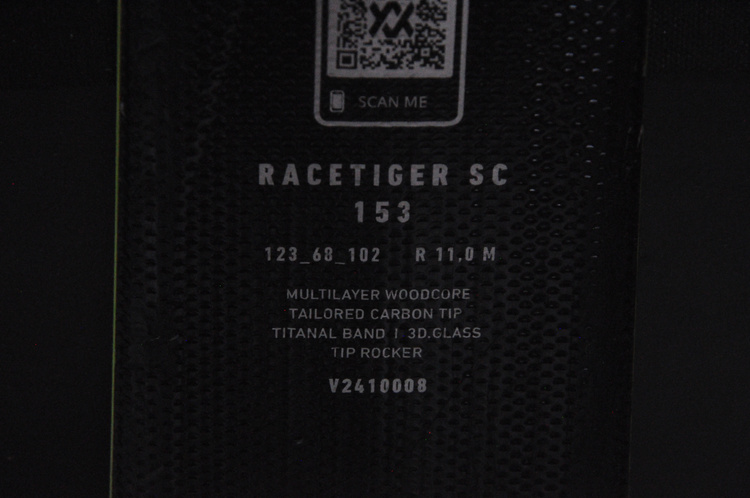 SCAN ME
RACETIGER SC
153
123_68_102 R 11.0 M
MULTILAYER WOODCORE
TAILORED CARBON TIP
TITANAL BAND | 3D.GLASS
TIP ROCKER
V2410008